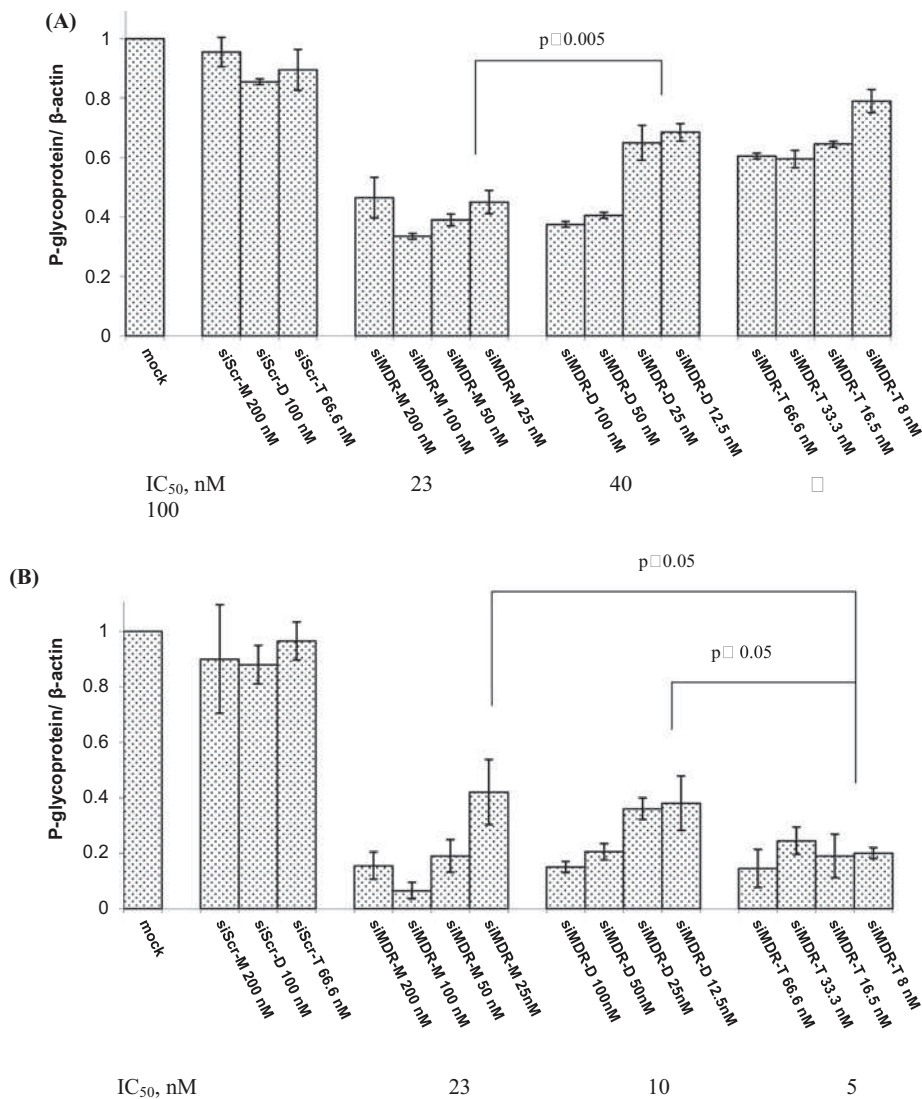 (A)
P-glycoprotein/ β-actin
1
0.8
0.6
0.4
0.2
0
p□0.005
mock
siScr-M 200 nM
siScr-D 100 nM
siScr-T 66.6 nM
siMDR-M 200 nM
siMDR-M 100 nM
siMDR-M 50 nM
siMDR-M 25 nM
siMDR-D 100 nM
siMDR-D 50 nM
siMDR-D 25 nM
siMDR-D 12.5 nM
siMDR-T 66.6 nM
siMDR-T 33.3 nM
siMDR-T 16.5 nM
siMDR-T 8 nM
IC₅₀, nM 23 40 □
100
(B)
P-glycoprotein/ β-actin
1
0.8
0.6
0.4
0.2
0
p□0.05
p□ 0.05
mock
siScr-M 200 nM
siScr-D 100 nM
siScr-T 66.6 nM
siMDR-M 200 nM
siMDR-M 100 nM
siMDR-M 50 nM
siMDR-M 25nM
siMDR-D 100nM
siMDR-D 50nM
siMDR-D 25nM
siMDR-D 12.5nM
siMDR-T 66.6 nM
siMDR-T 33.3 nM
siMDR-T 16.5 nM
siMDR-T 8 nM
IC₅₀, nM 23 10 5